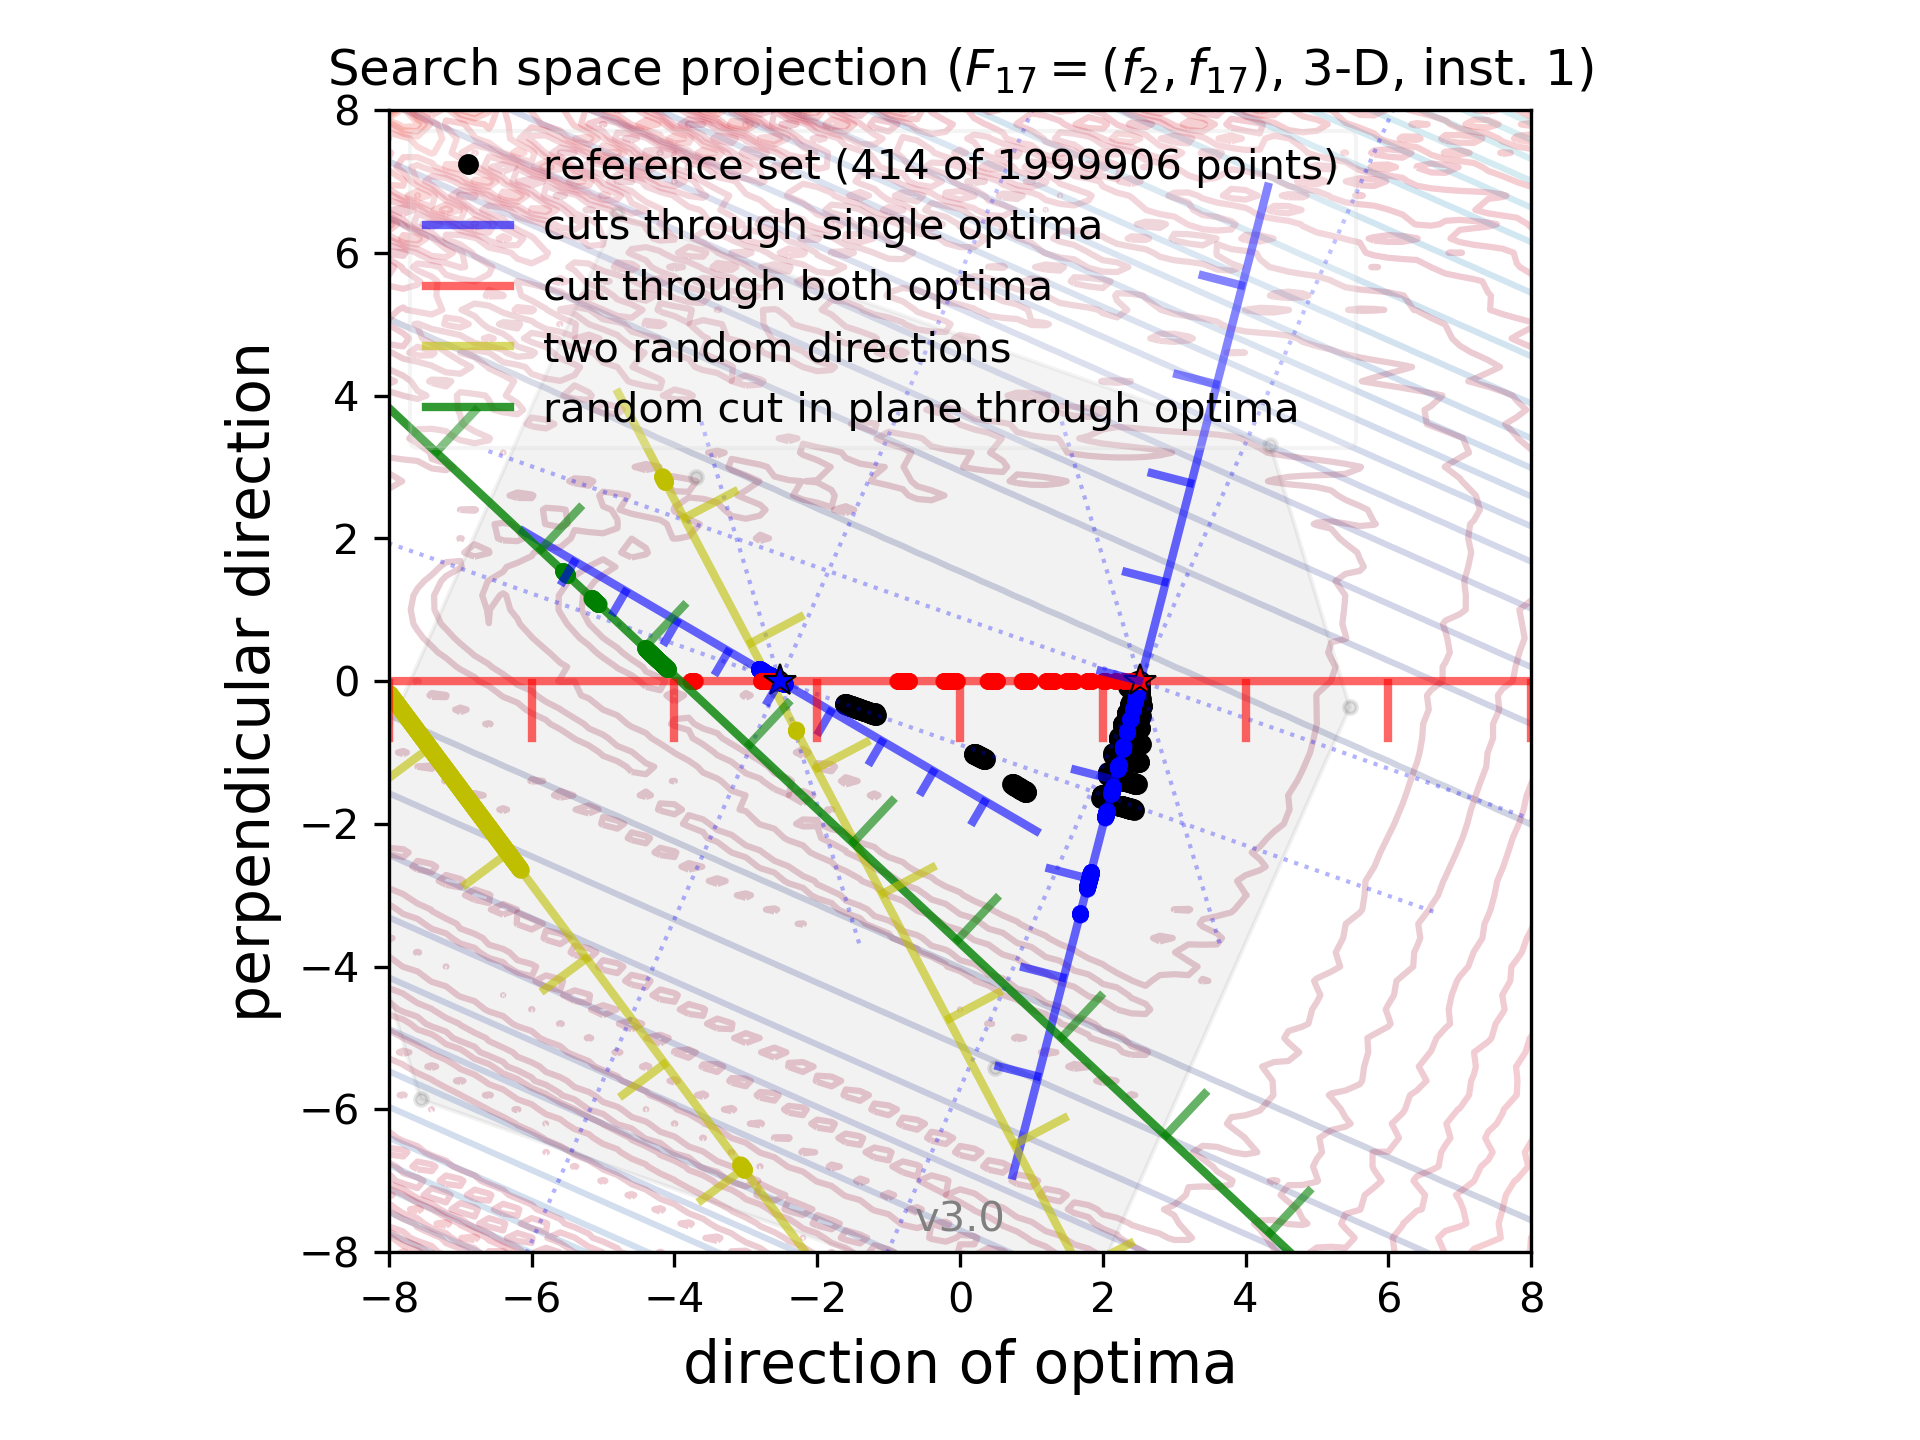 Search space projection (F₁₇ = (f₂, f₁₇), 3-D, inst. 1)
reference set (414 of 1999906 points)
cuts through single optima
cut through both optima
two random directions
random cut in plane through optima
perpendicular direction
8
6
4
2
0
−2
−4
−6
−8
v3.0
−8 −6 −4 −2 0 2 4 6 8
direction of optima